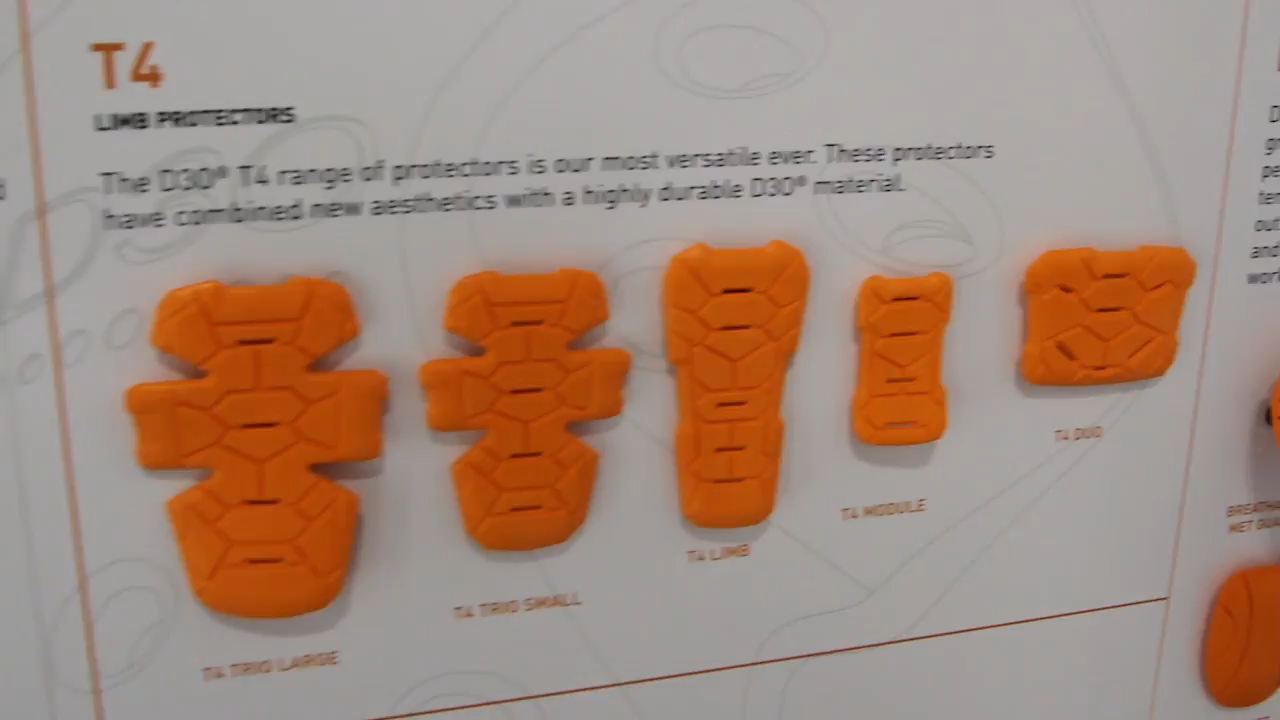 T4
LIMB PROTECTORS
The D3O® T4 range of protectors is our most versatile ever. These protectors
have combined new aesthetics with a highly durable D3O® material.
T4 TRIO LARGE
T4 TRIO SMALL
T4 LIMB
T4 MODULE
T4 DUO